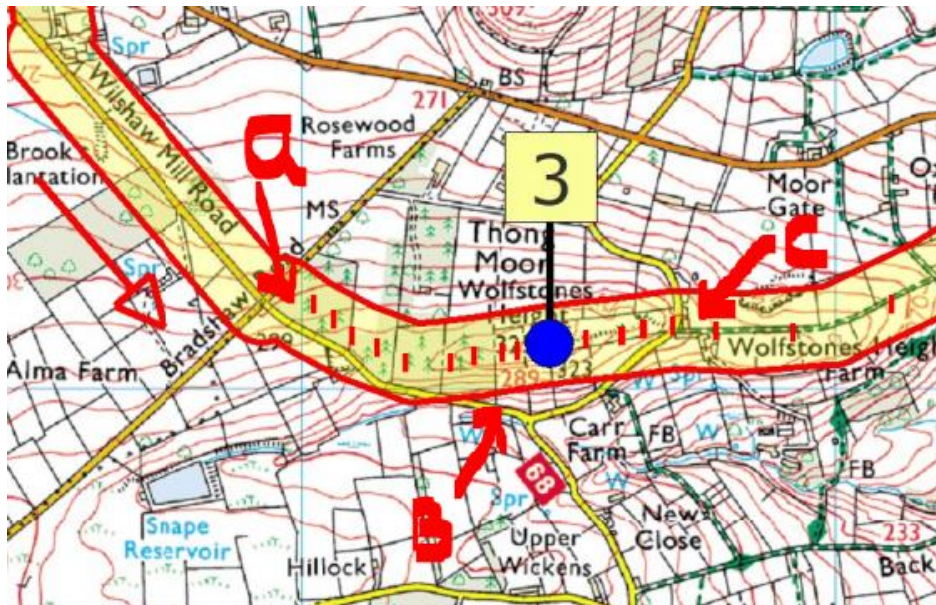 Spr
Wilshaw Mill Road
271
BS
Rosewood
Farms
Brook
lantation
a
3
MS
Moor
Gate
Thong
Moor
Wolfstones
Height
c
Spr
Bradshaw
299
Alma Farm
289
323
Wolfstones Height
Farm
W
Spr
W
Carr
Farm
FB
W
W
FB
68
B
Spr
Snape
Reservoir
New
Close
Upper
Wickens
Hillock
233
Back